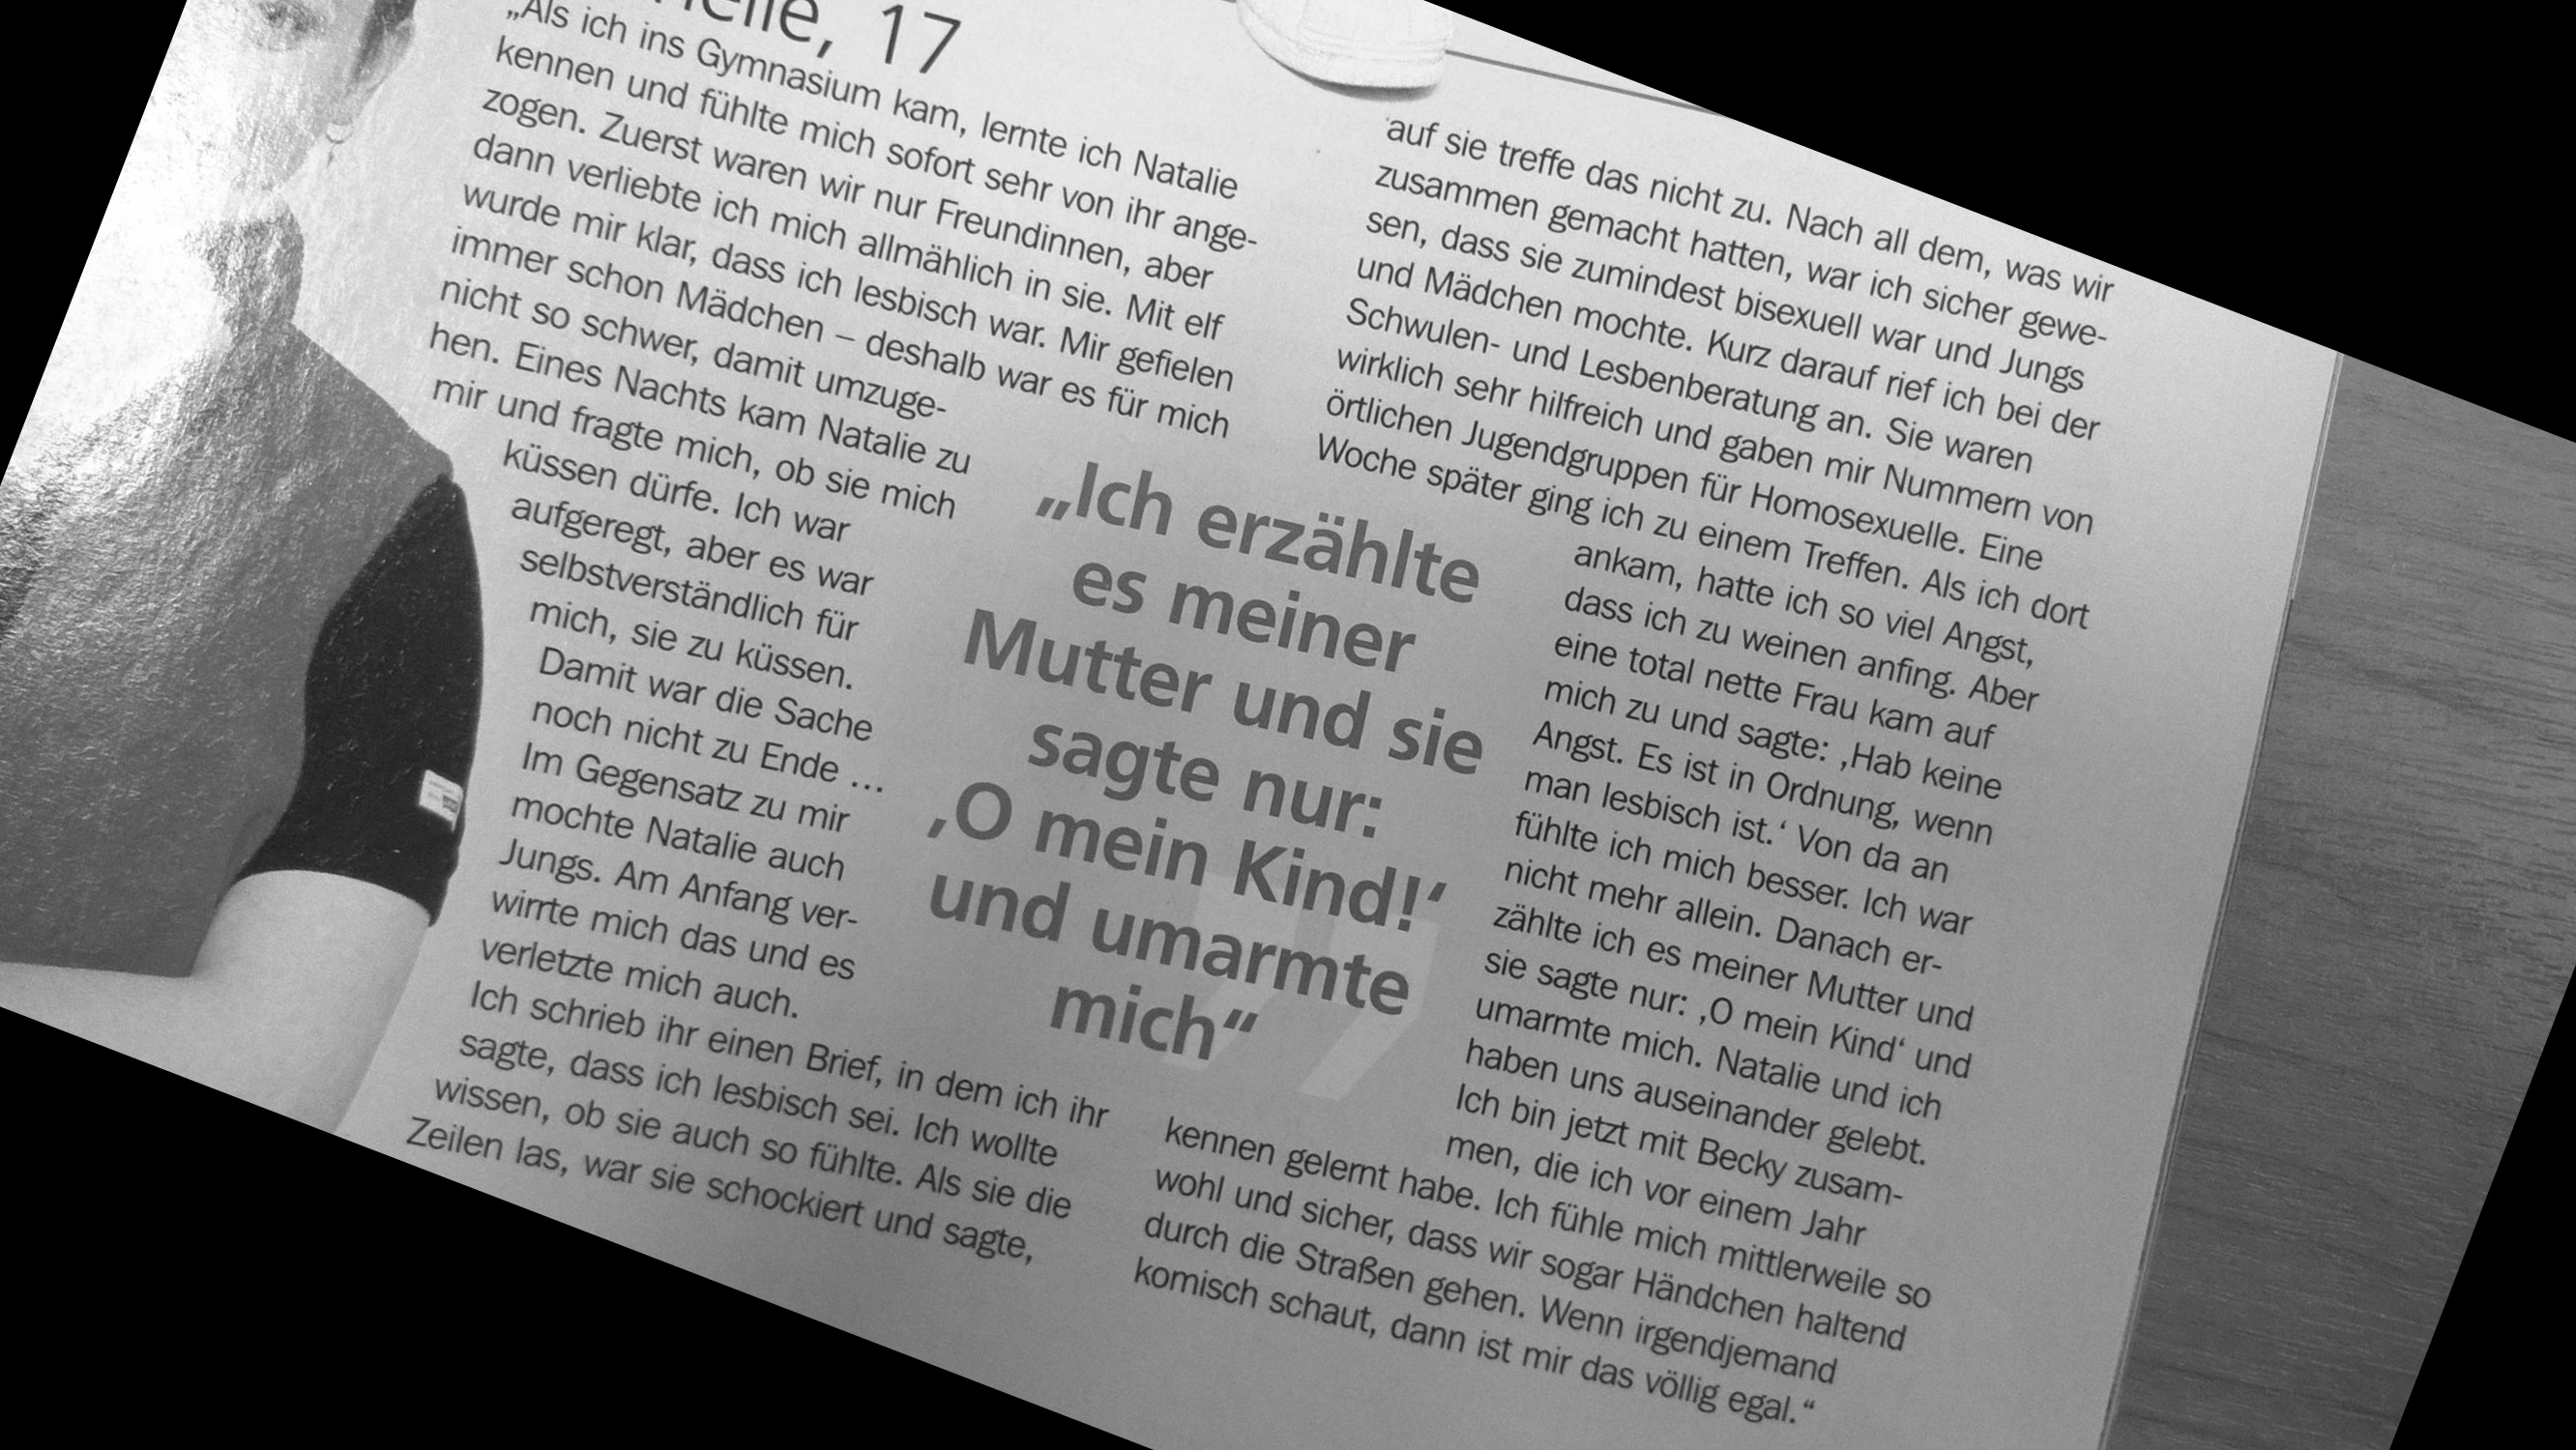 17
„Als ich ins Gymnasium kam, lernte ich Natalie
kennen und fühlte mich sofort sehr von ihr ange-
zogen. Zuerst waren wir nur Freundinnen, aber
dann verliebte ich mich allmählich in sie. Mit elf
wurde mir klar, dass ich lesbisch war. Mir gefielen
immer schon Mädchen – deshalb war es für mich
nicht so schwer, damit umzuge-
hen. Eines Nachts kam Natalie zu
mir und fragte mich, ob sie mich
küssen dürfe. Ich war
aufgeregt, aber es war
selbstverständlich für
mich, sie zu küssen.
Damit war die Sache
noch nicht zu Ende ...
Im Gegensatz zu mir
mochte Natalie auch
Jungs. Am Anfang ver-
wirrte mich das und es
verletzte mich auch.
Ich schrieb ihr einen Brief, in dem ich ihr
sagte, dass ich lesbisch sei. Ich wollte
wissen, ob sie auch so fühlte. Als sie die
Zeilen las, war sie schockiert und sagte,
„Ich erzählte
es meiner
Mutter und sie
sagte nur:
‚O mein Kind!‘
und umarmte
mich“
auf sie treffe das nicht zu. Nach all dem, was wir
zusammen gemacht hatten, war ich sicher gewe-
sen, dass sie zumindest bisexuell war und Jungs
und Mädchen mochte. Kurz darauf rief ich bei der
Schwulen- und Lesbenberatung an. Sie waren
wirklich sehr hilfreich und gaben mir Nummern von
örtlichen Jugendgruppen für Homosexuelle. Eine
Woche später ging ich zu einem Treffen. Als ich dort
ankam, hatte ich so viel Angst,
dass ich zu weinen anfing. Aber
eine total nette Frau kam auf
mich zu und sagte: ‚Hab keine
Angst. Es ist in Ordnung, wenn
man lesbisch ist.‘ Von da an
fühlte ich mich besser. Ich war
nicht mehr allein. Danach er-
zählte ich es meiner Mutter und
sie sagte nur: ‚O mein Kind‘ und
umarmte mich. Natalie und ich
haben uns auseinander gelebt.
Ich bin jetzt mit Becky zusam-
men, die ich vor einem Jahr
kennen gelernt habe. Ich fühle mich mittlerweile so
wohl und sicher, dass wir sogar Händchen haltend
durch die Straßen gehen. Wenn irgendjemand
komisch schaut, dann ist mir das völlig egal.“